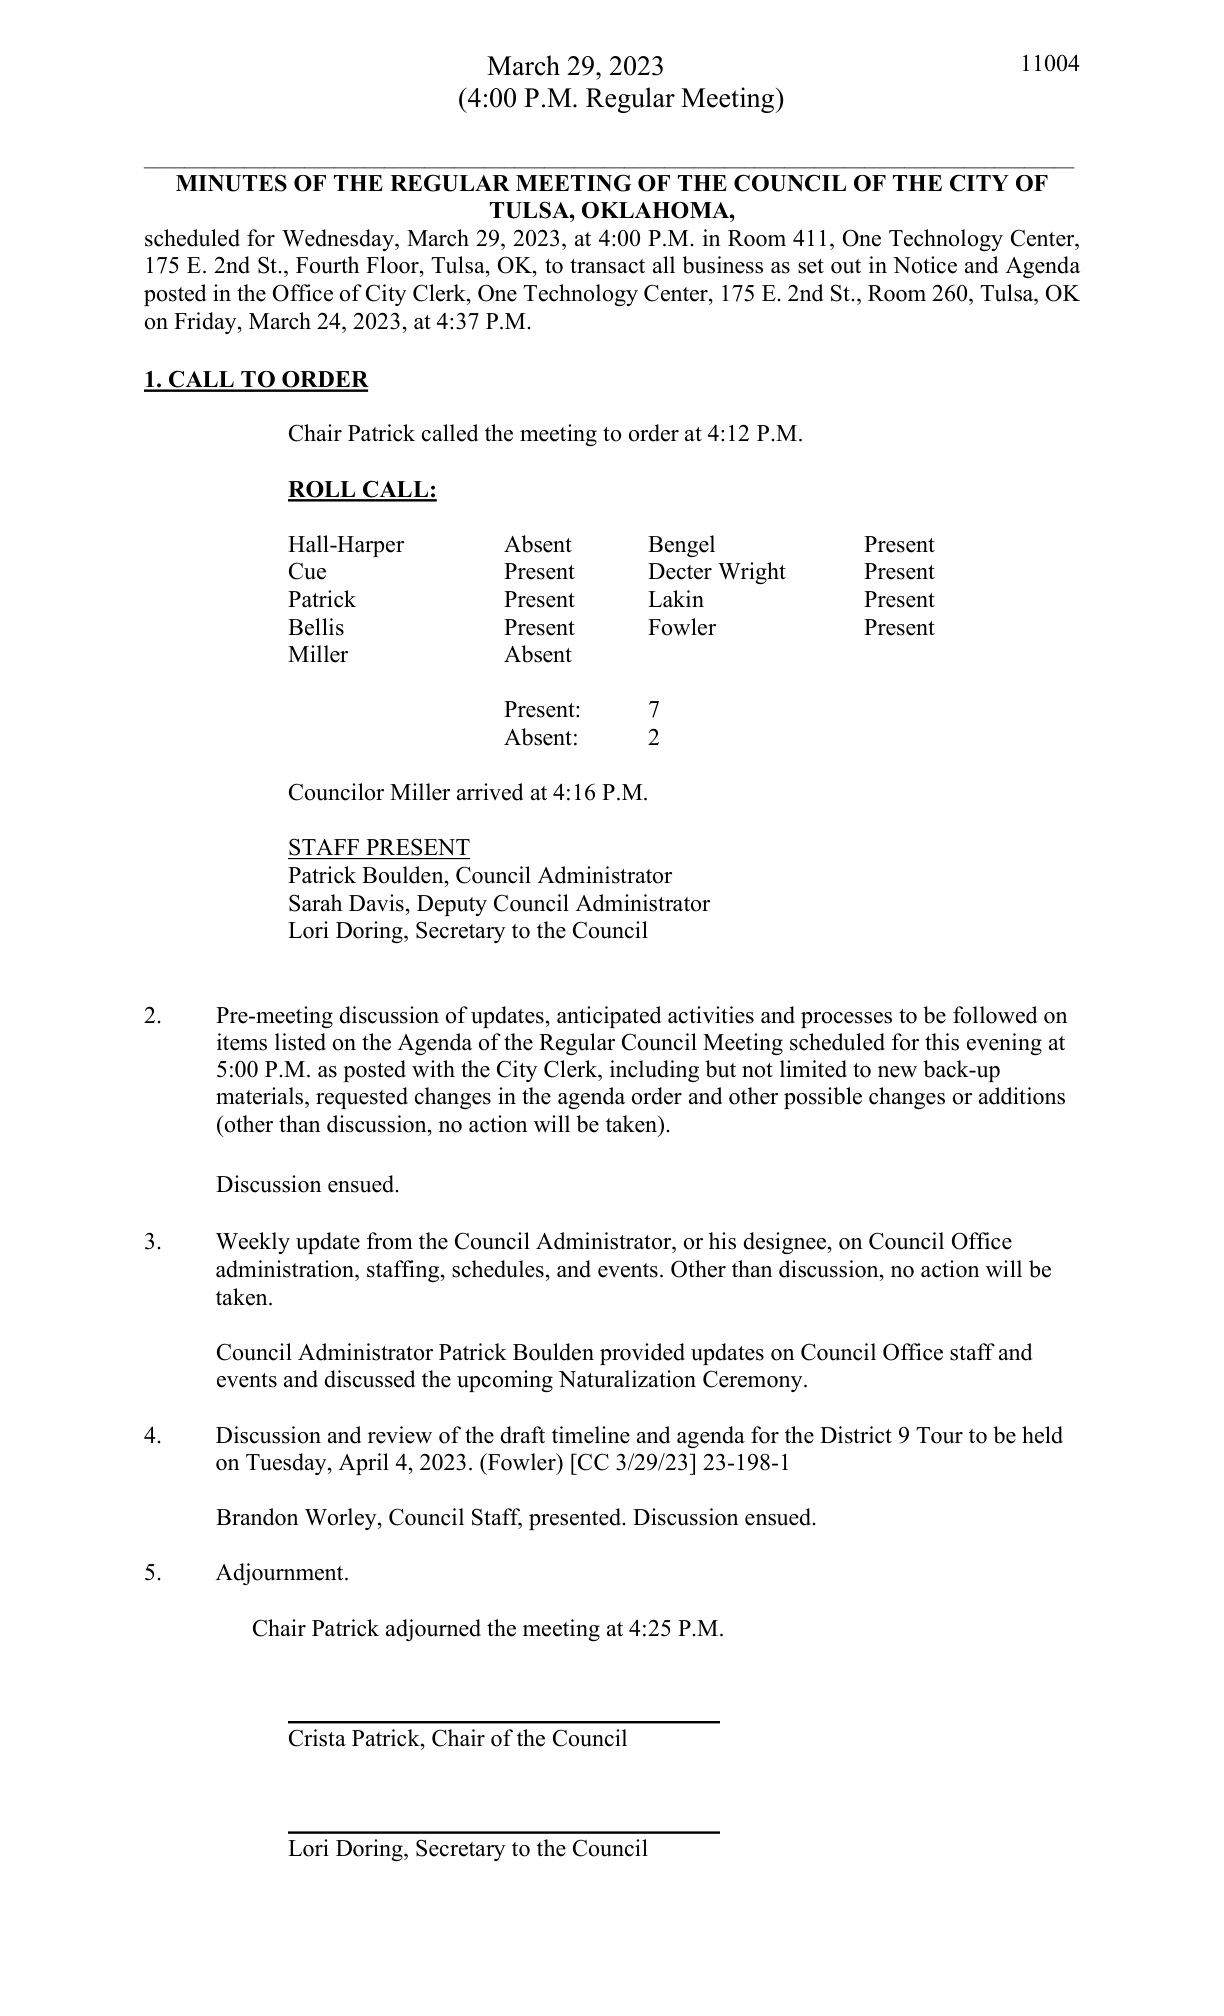 March 29, 2023 11004
(4:00 P.M. Regular Meeting)
MINUTES OF THE REGULAR MEETING OF THE COUNCIL OF THE CITY OF
TULSA, OKLAHOMA,
scheduled for Wednesday, March 29, 2023, at 4:00 P.M. in Room 411, One Technology Center,
175 E. 2nd St., Fourth Floor, Tulsa, OK, to transact all business as set out in Notice and Agenda
posted in the Office of City Clerk, One Technology Center, 175 E. 2nd St., Room 260, Tulsa, OK
on Friday, March 24, 2023, at 4:37 P.M.
1. CALL TO ORDER
Chair Patrick called the meeting to order at 4:12 P.M.
ROLL CALL:
Hall-Harper Absent Bengel Present
Cue Present Decter Wright Present
Patrick Present Lakin Present
Bellis Present Fowler Present
Miller Absent
Present: 7
Absent: 2
Councilor Miller arrived at 4:16 P.M.
STAFF PRESENT
Patrick Boulden, Council Administrator
Sarah Davis, Deputy Council Administrator
Lori Doring, Secretary to the Council
2. Pre-meeting discussion of updates, anticipated activities and processes to be followed on
items listed on the Agenda of the Regular Council Meeting scheduled for this evening at
5:00 P.M. as posted with the City Clerk, including but not limited to new back-up
materials, requested changes in the agenda order and other possible changes or additions
(other than discussion, no action will be taken).
Discussion ensued.
3. Weekly update from the Council Administrator, or his designee, on Council Office
administration, staffing, schedules, and events. Other than discussion, no action will be
taken.
Council Administrator Patrick Boulden provided updates on Council Office staff and
events and discussed the upcoming Naturalization Ceremony.
4. Discussion and review of the draft timeline and agenda for the District 9 Tour to be held
on Tuesday, April 4, 2023. (Fowler) [CC 3/29/23] 23-198-1
Brandon Worley, Council Staff, presented. Discussion ensued.
5. Adjournment.
Chair Patrick adjourned the meeting at 4:25 P.M.
Crista Patrick, Chair of the Council
Lori Doring, Secretary to the Council